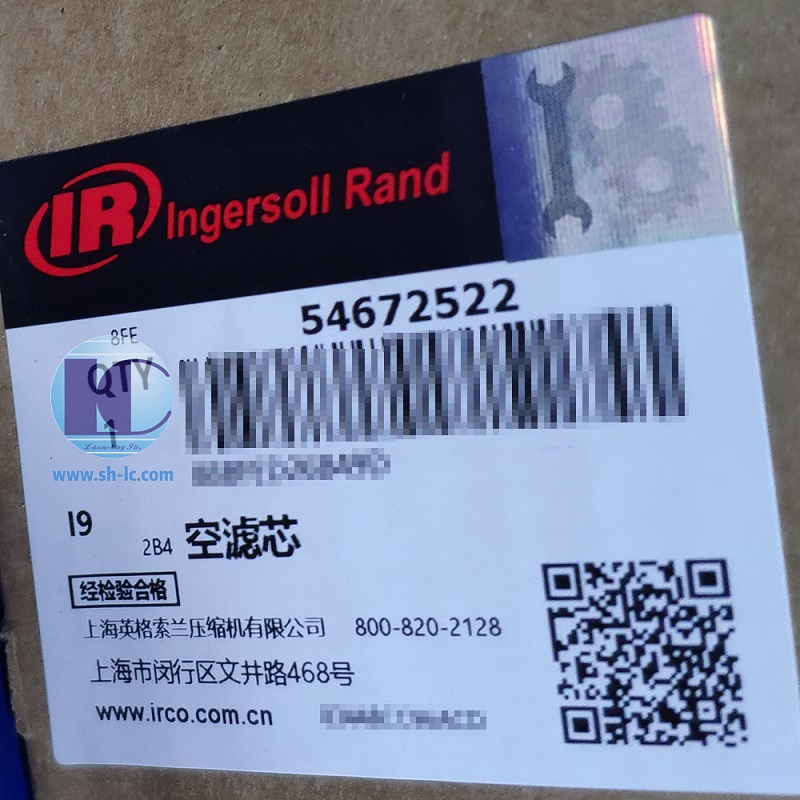 IR Ingersoll Rand
54672522
8FE
QTY
1
www.sh-lc.com
I9
2B4 空滤芯
经检验合格
上海英格索兰压缩机有限公司 800-820-2128
上海市闵行区文井路468号
www.irco.com.cn